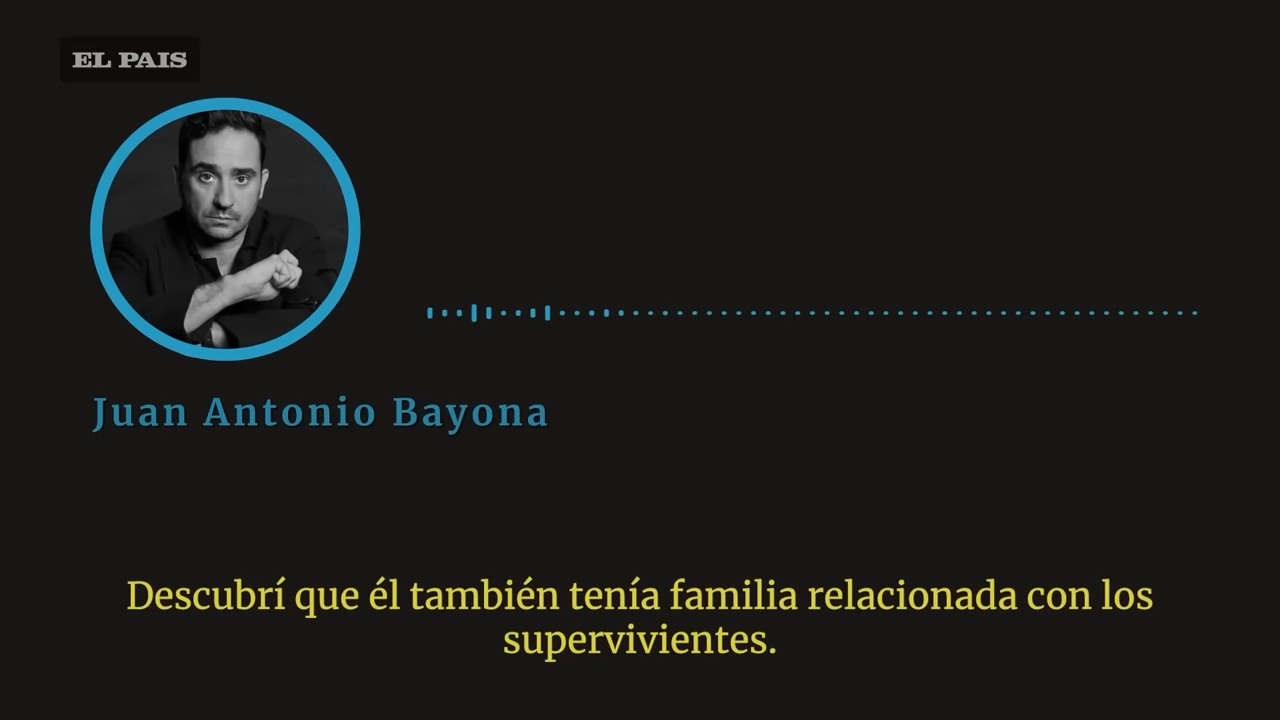 EL PAIS
Juan Antonio Bayona
Descubrí que él también tenía familia relacionada con los
supervivientes.